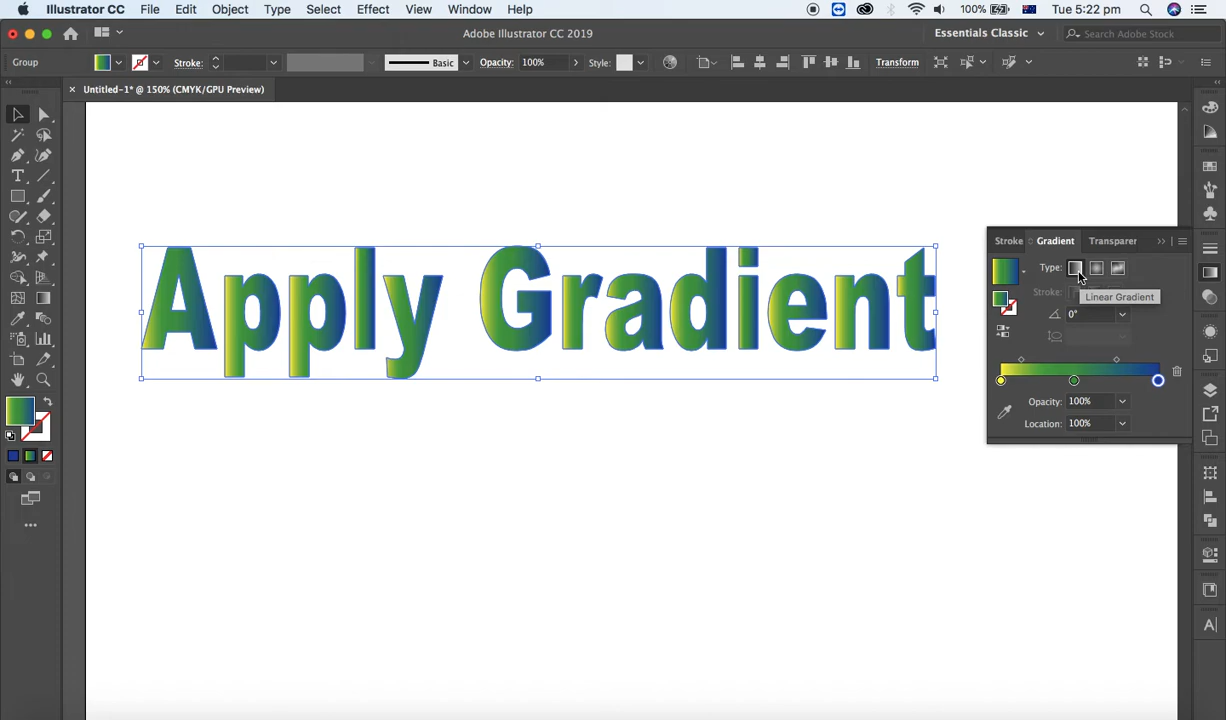 Illustrator CC File Edit Object Type Select Effect View Window Help 100% Tue 5:22 pm
Adobe Illustrator CC 2019 Essentials Classic Search Adobe Stock
Group Stroke: Basic Opacity: 100% Style: Transform
× Untitled-1* @ 150% (CMYK/GPU Preview)
Apply Gradient
Stroke Gradient Transparer
Type:
Stroke: Linear Gradient
0°
Opacity: 100%
Location: 100%